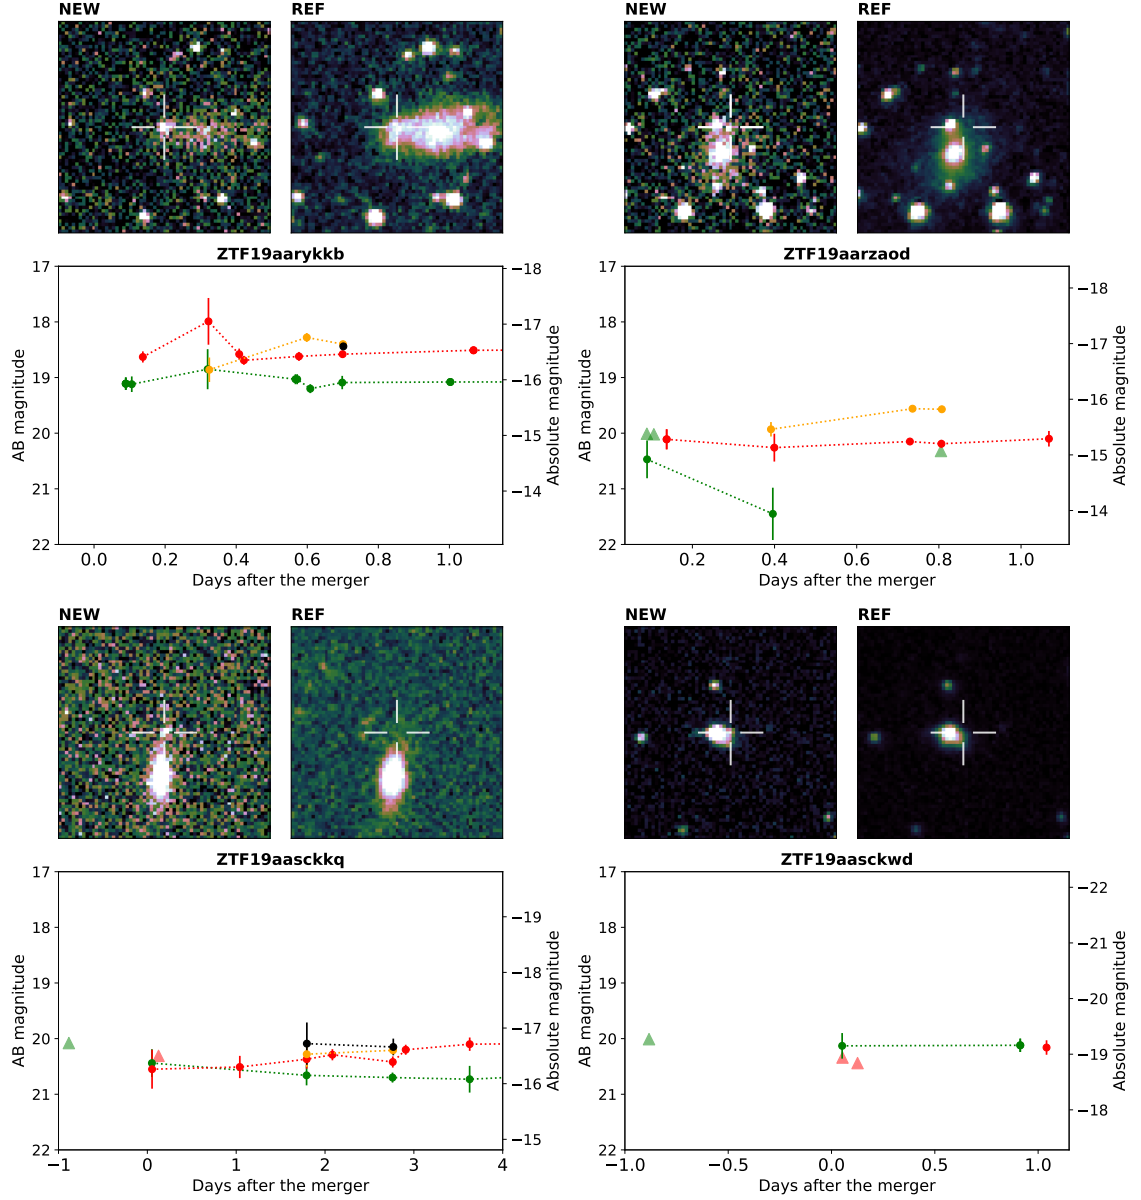 NEW REF NEW REF
ZTF19aarykkb ZTF19aarzaod
17 18 19 20 21 22
AB magnitude
−18 −17 −16 −15 −14
Absolute magnitude
0.0 0.2 0.4 0.6 0.8 1.0
Days after the merger
17 18 19 20 21 22
AB magnitude
−18 −17 −16 −15 −14
Absolute magnitude
0.2 0.4 0.6 0.8 1.0
Days after the merger
NEW REF NEW REF
ZTF19aasckkq ZTF19aasckwd
17 18 19 20 21 22
AB magnitude
−19 −18 −17 −16 −15
Absolute magnitude
−1 0 1 2 3 4
Days after the merger
17 18 19 20 21 22
AB magnitude
−22 −21 −20 −19 −18
Absolute magnitude
−1.0 −0.5 0.0 0.5 1.0
Days after the merger